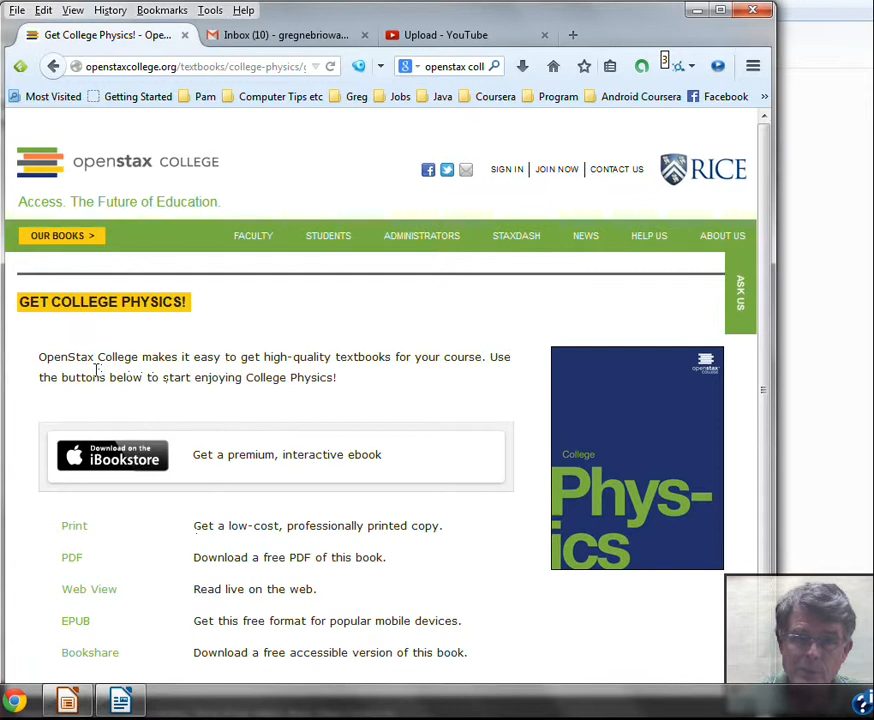 File Edit View History Bookmarks Tools Help
Get College Physics! - Ope...
Inbox (10) - gregnebriowa...
Upload - YouTube
openstaxcollege.org/textbooks/college-physics/
openstax coll
3
Most Visited Getting Started Pam Computer Tips etc Greg Jobs Java Coursera Program Android Coursera Facebook »
openstax COLLEGE
SIGN IN JOIN NOW CONTACT US
RICE
Access. The Future of Education.
OUR BOOKS > FACULTY STUDENTS ADMINISTRATORS STAXDASH NEWS HELP US ABOUT US
ASK US
GET COLLEGE PHYSICS!
OpenStax College makes it easy to get high-quality textbooks for your course. Use
the buttons below to start enjoying College Physics!
openstax
COLLEGE
Download on the
iBookstore
Get a premium, interactive ebook
College
Phys-
ics
Print Get a low-cost, professionally printed copy.
PDF Download a free PDF of this book.
Web View Read live on the web.
EPUB Get this free format for popular mobile devices.
Bookshare Download a free accessible version of this book.